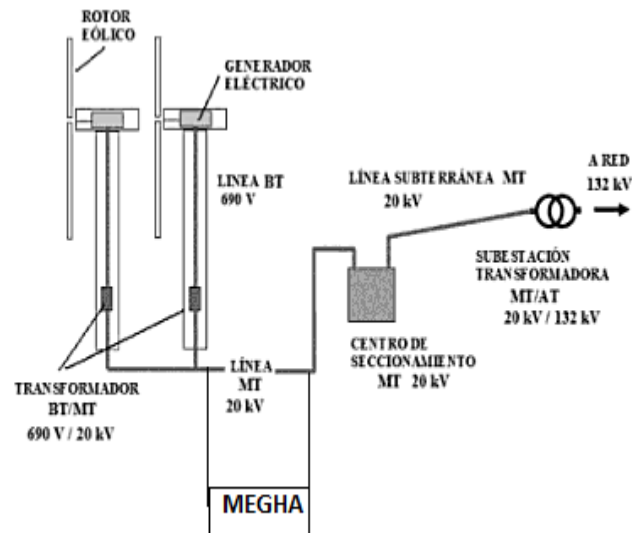 ROTOR
EÓLICO
GENERADOR
ELÉCTRICO
LINEA BT
690 V
LÍNEA SUBTERRÁNEA MT
20 kV
A RED
132 kV
SUBESTACIÓN
TRANSFORMADORA
MT/AT
20 kV / 132 kV
CENTRO DE
SECCIONAMIENTO
MT 20 kV
LÍNEA
MT
20 kV
TRANSFORMADOR
BT/MT
690 V / 20 kV
MEGHA